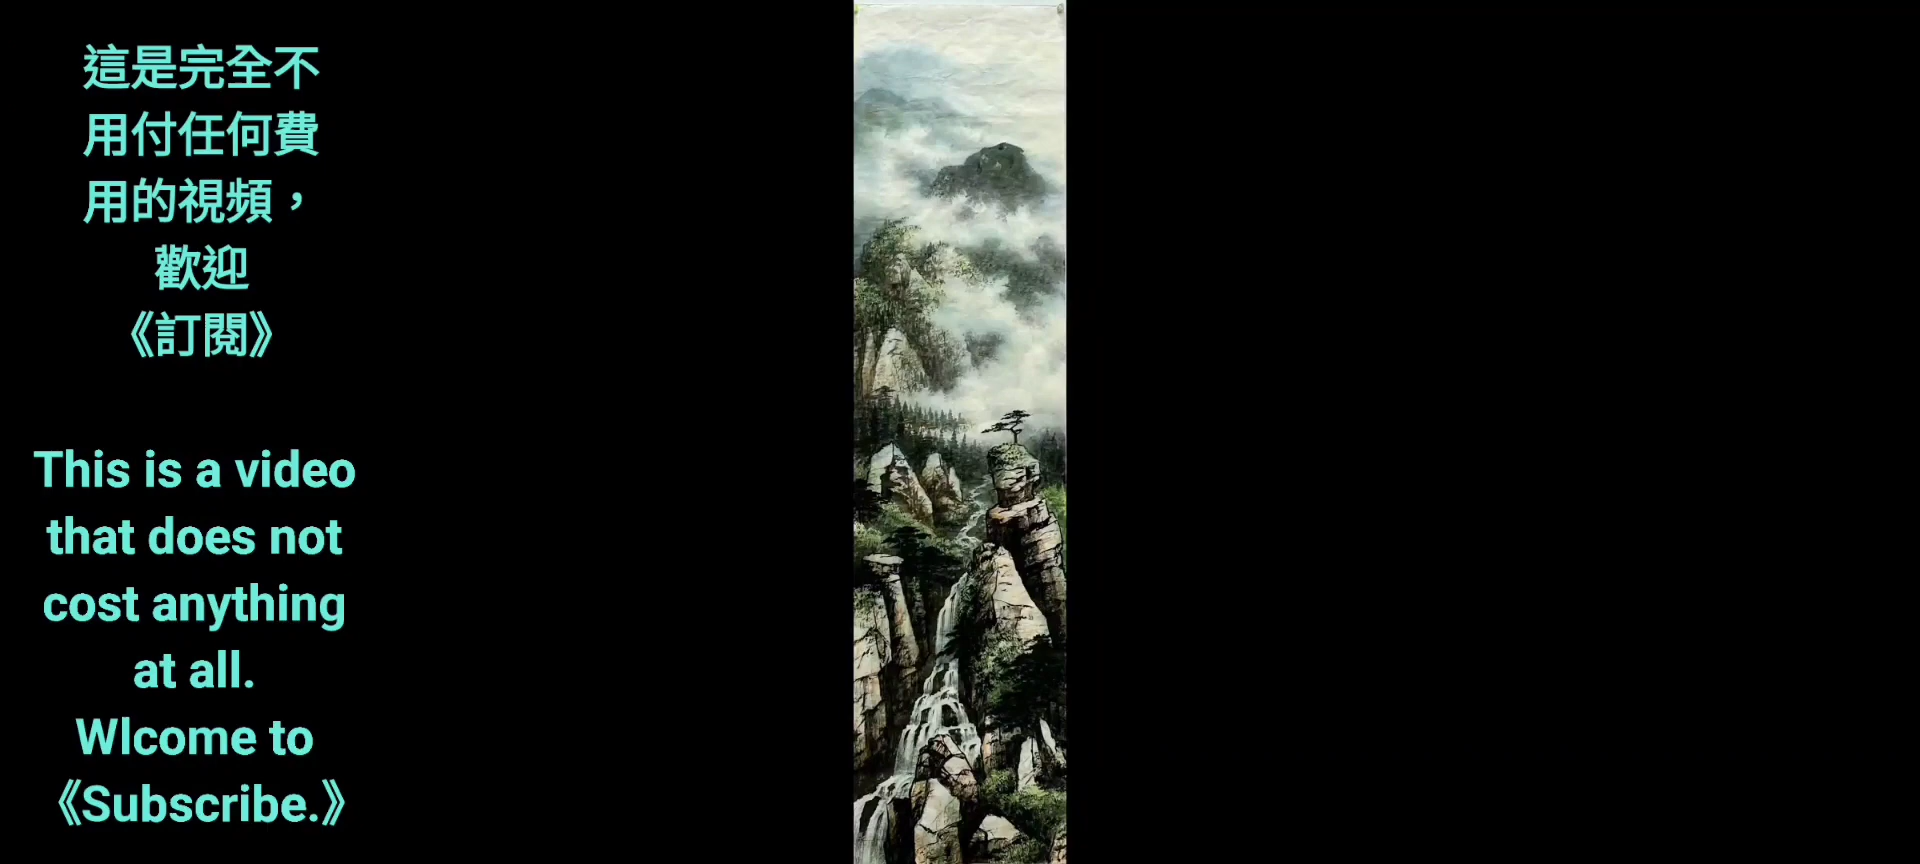 這是完全不
用付任何費
用的視頻，
歡迎
《訂閱》
This is a video
that does not
cost anything
at all.
Wlcome to
《Subscribe.》